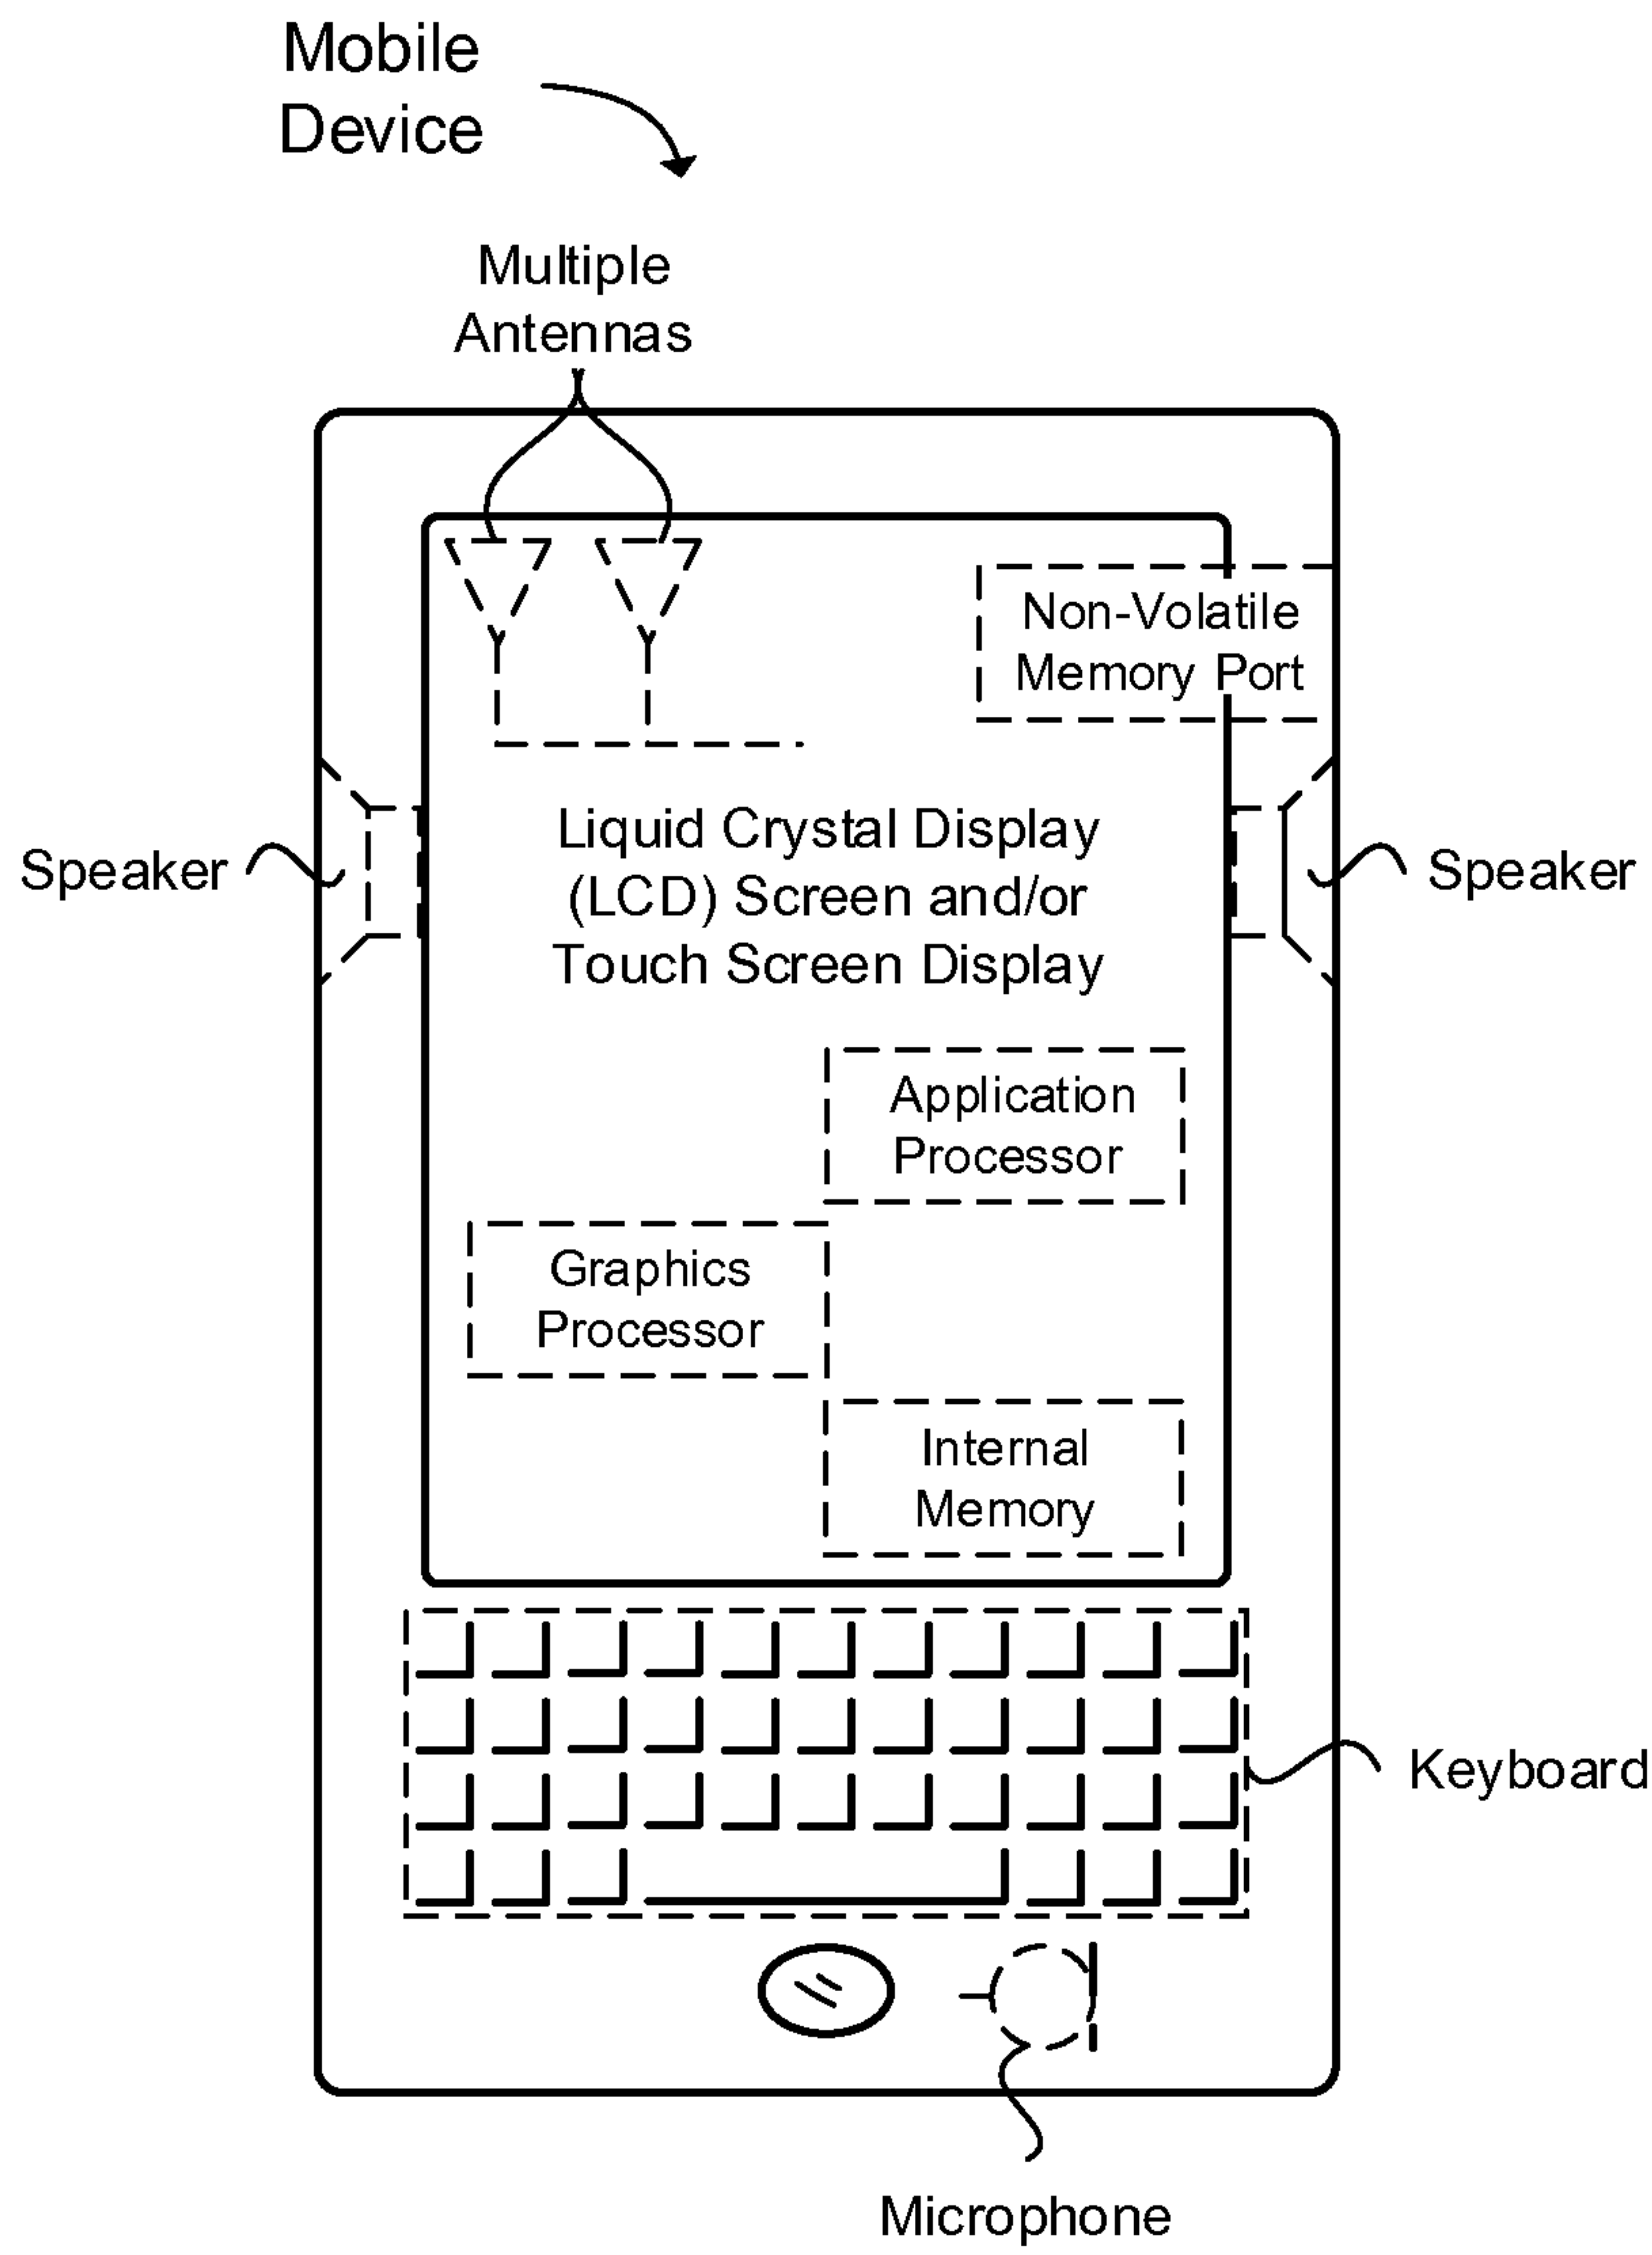 Mobile
Device
Multiple
Antennas
Non-Volatile
Memory Port
Speaker
Liquid Crystal Display
(LCD) Screen and/or
Touch Screen Display
Speaker
Application
Processor
Graphics
Processor
Internal
Memory
Keyboard
Microphone